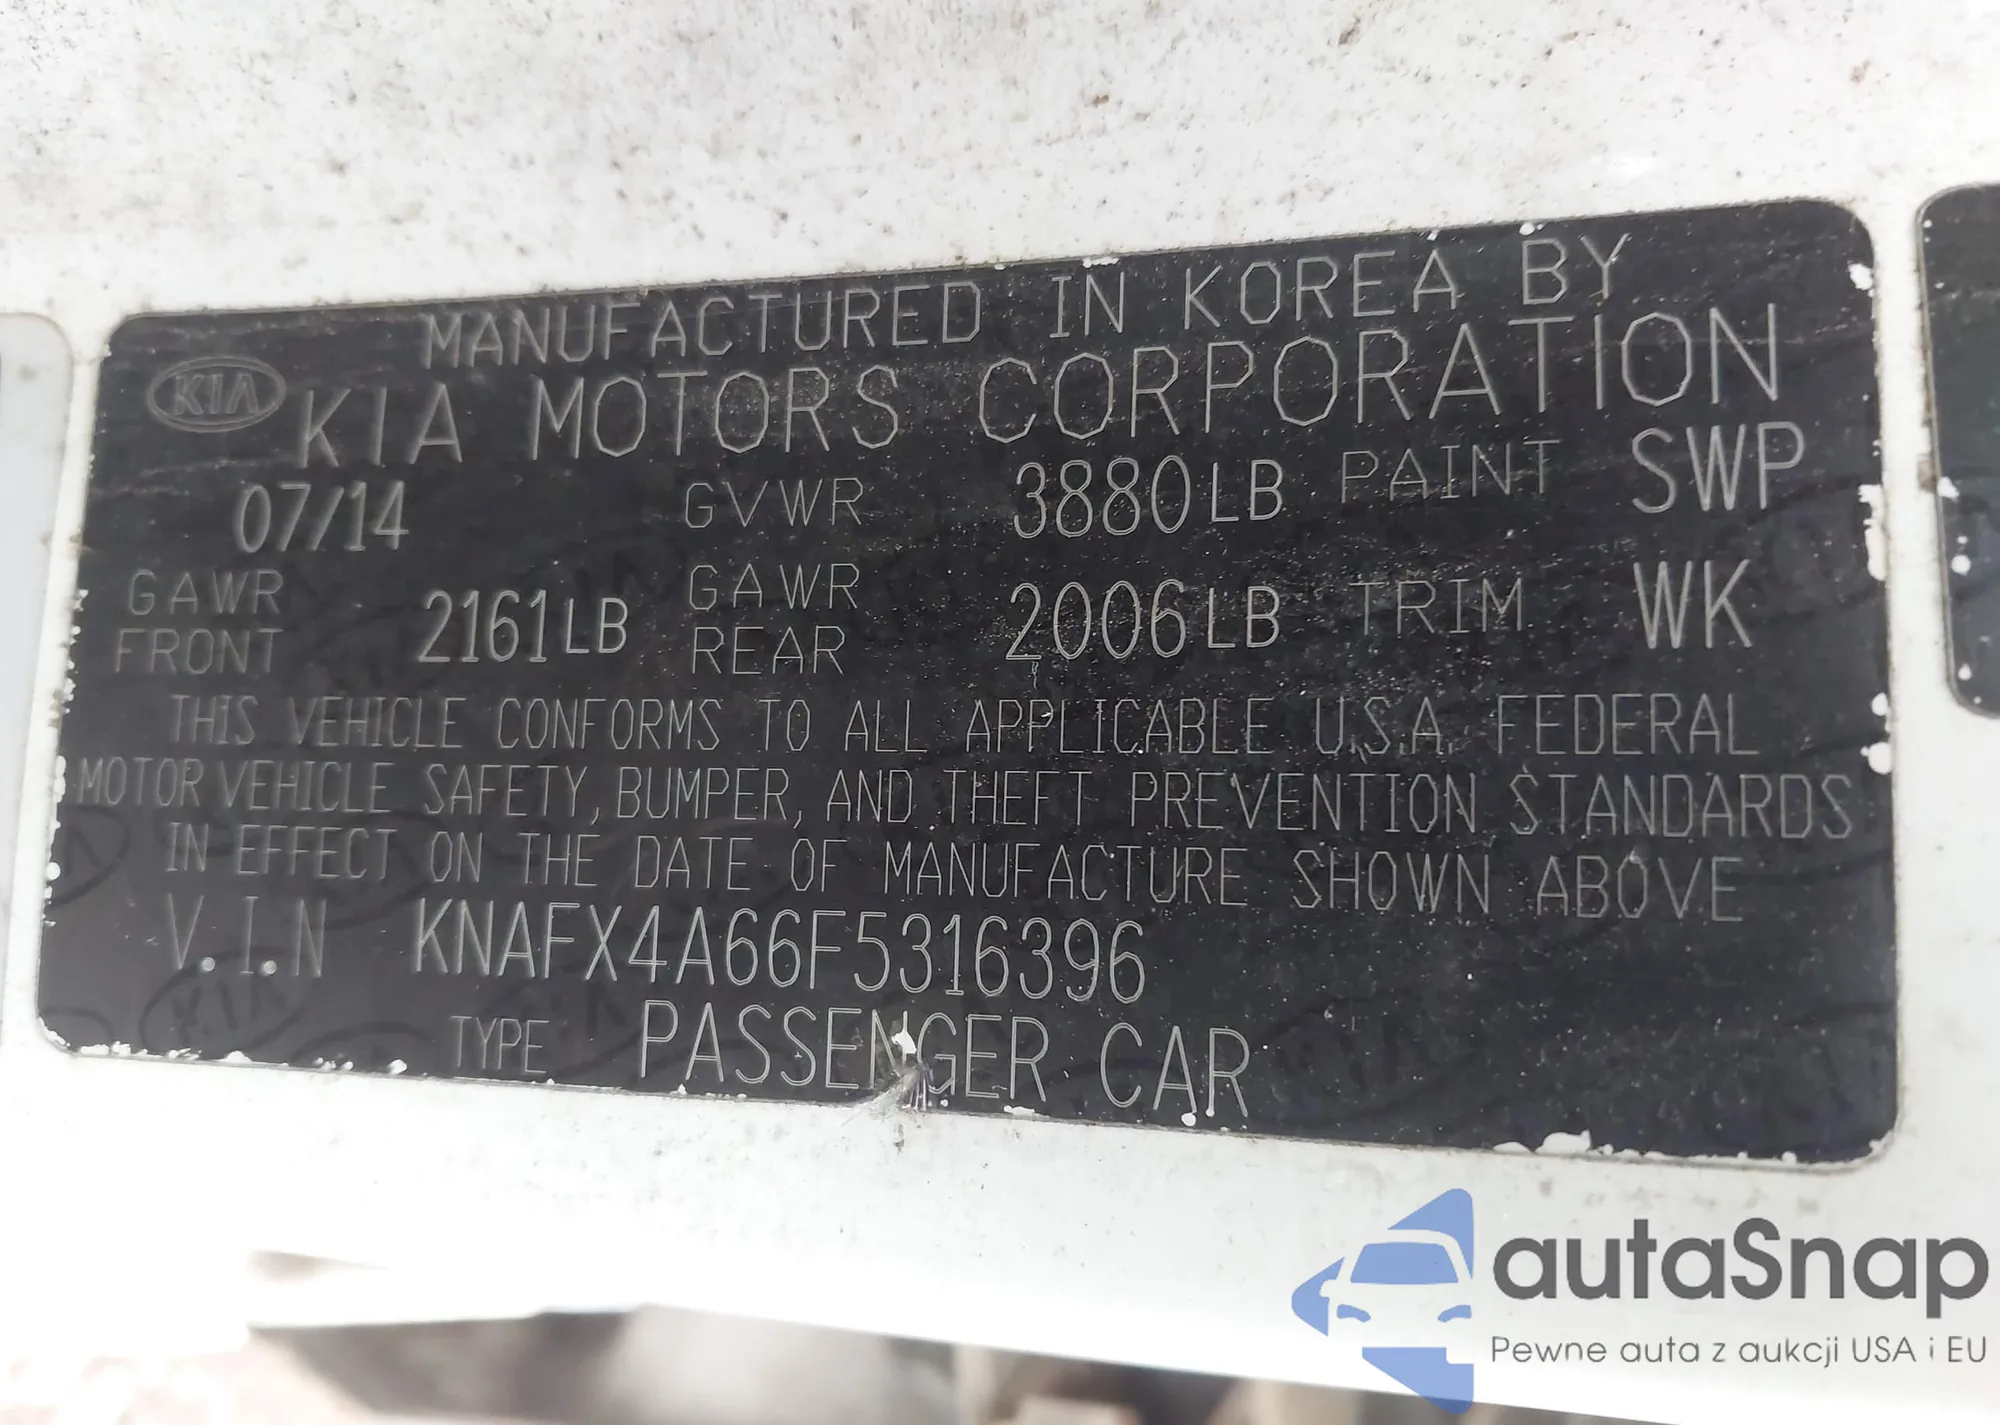 MANUFACTURED IN KOREA BY
KIA KIA MOTORS CORPORATION
07/14 GVWR 3880LB PAINT SWP
GAWR FRONT 2161LB GAWR REAR 2006LB TRIM WK
THIS VEHICLE CONFORMS TO ALL APPLICABLE U.S.A. FEDERAL
MOTOR VEHICLE SAFETY, BUMPER, AND THEFT PREVENTION STANDARDS
IN EFFECT ON THE DATE OF MANUFACTURE SHOWN ABOVE
V.I.N KNAFX4A66F5316396
TYPE PASSENGER CAR
autaSnap
Pewne auta z aukcji USA i EU